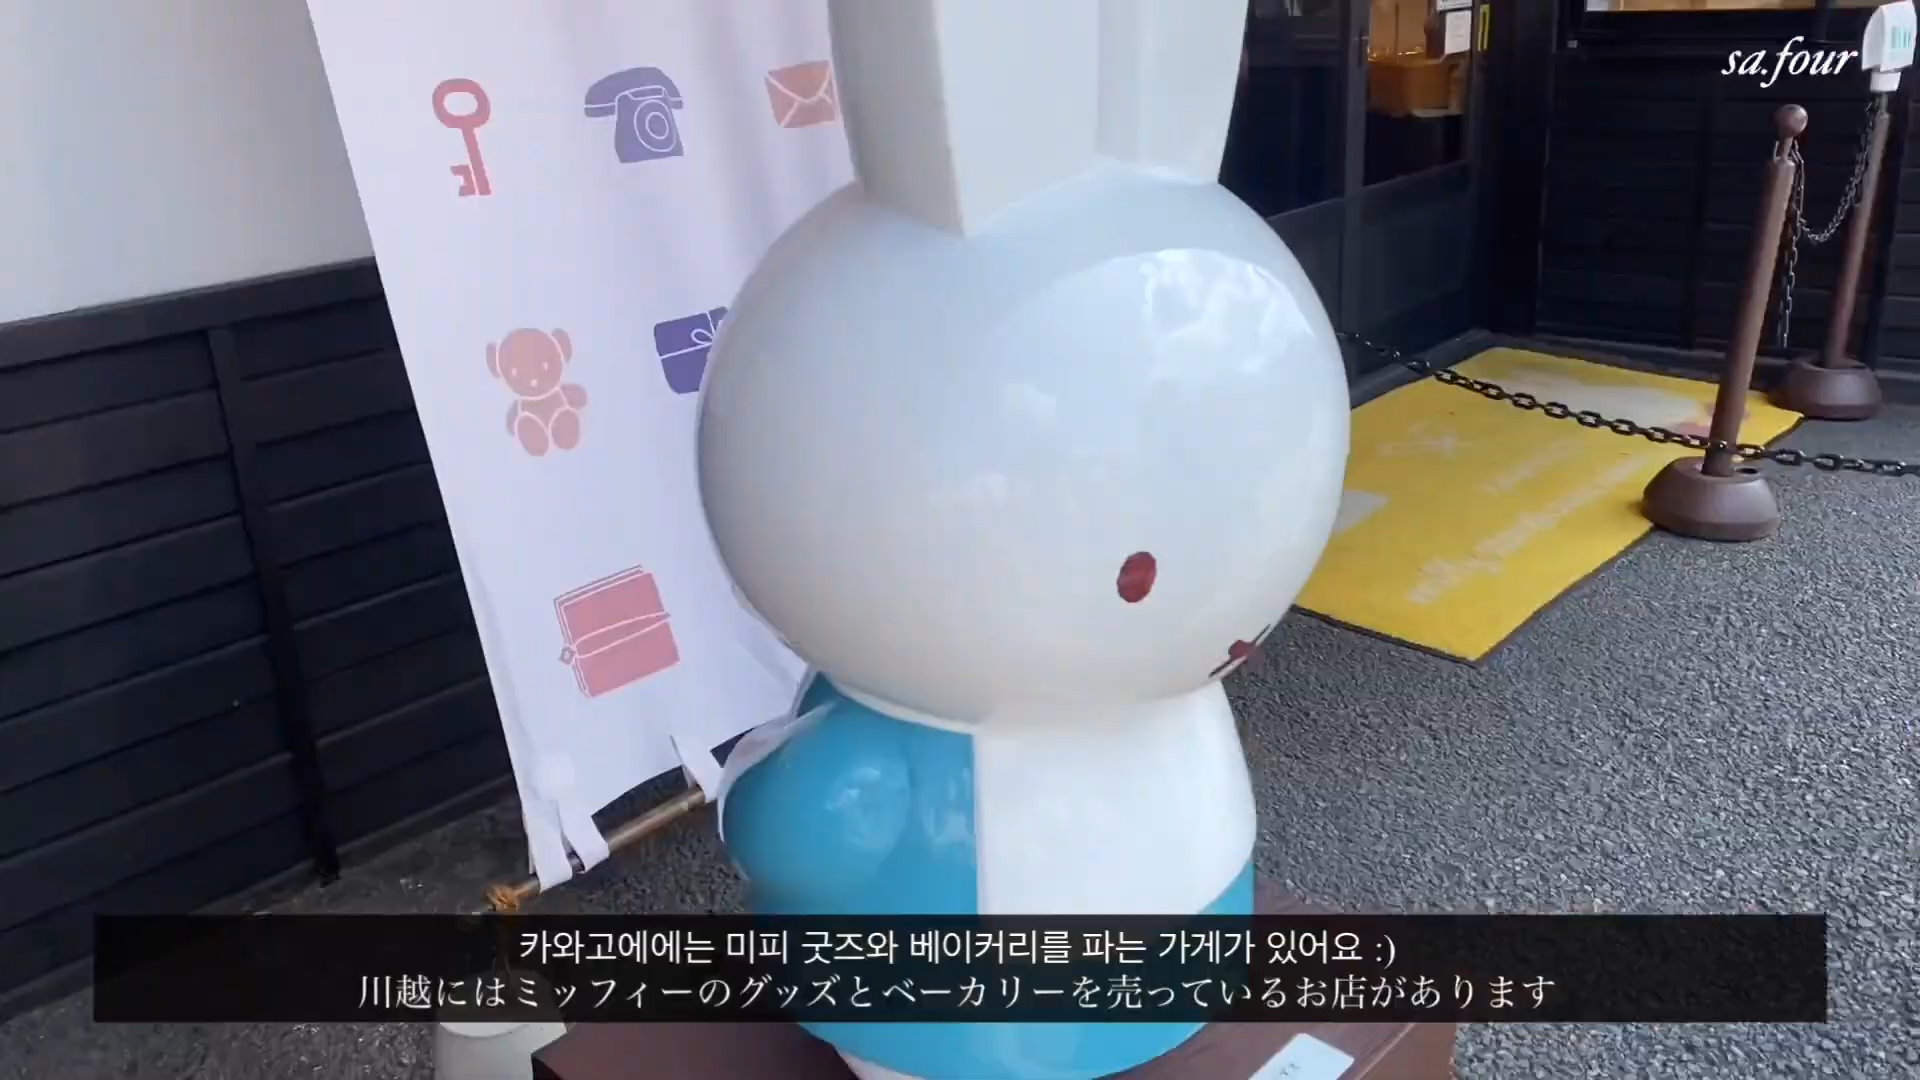 sa.four
카와고에에는 미피 굿즈와 베이커리를 파는 가게가 있어요 :)
川越にはミッフィーのグッズとベーカリーを売っているお店があります